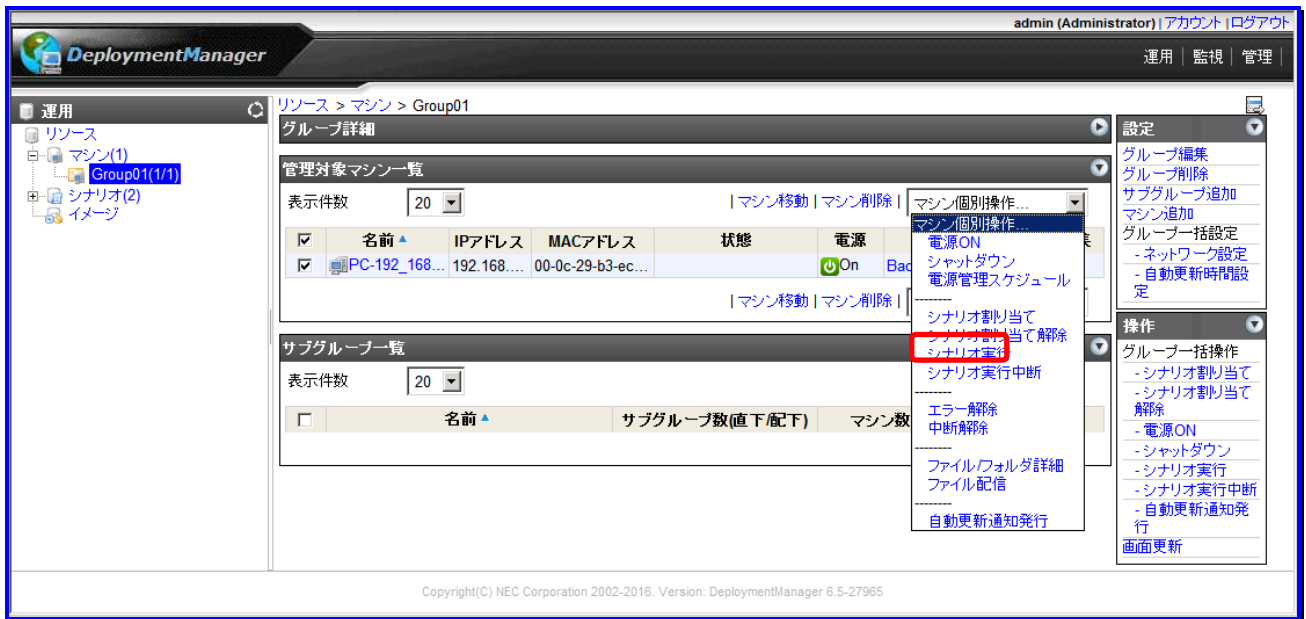 admin (Administrator) | アカウント | ログアウト
DeploymentManager
運用 | 監視 | 管理 |
運用
リソース
マシン(1)
Group01(1/1)
シナリオ(2)
イメージ
リソース > マシン > Group01
グループ詳細
管理対象マシン一覧
表示件数 20 | マシン移動 | マシン削除 | マシン個別操作...
名前 IPアドレス MACアドレス 状態 電源
PC-192_168... 192.168.... 00-0c-29-b3-ec... On Bac
| マシン移動 | マシン削除 |
マシン個別操作...
電源ON
シャットダウン
電源管理スケジュール
--------
シナリオ割り当て
シナリオ割り当て解除
シナリオ実行
シナリオ実行中断
--------
エラー解除
中断解除
--------
ファイル/フォルダ詳細
ファイル配信
--------
自動更新通知発行
サブグループ一覧
表示件数 20
名前 サブグループ数(直下/配下) マシン数
設定
グループ編集
グループ削除
サブグループ追加
マシン追加
グループ一括設定
- ネットワーク設定
- 自動更新時間設
定
操作
グループ一括操作
- シナリオ割り当て
- シナリオ割り当て
解除
- 電源ON
- シャットダウン
- シナリオ実行
- シナリオ実行中断
- 自動更新通知発
行
画面更新
Copyright(C) NEC Corporation 2002-2016. Version: DeploymentManager 6.5-27965